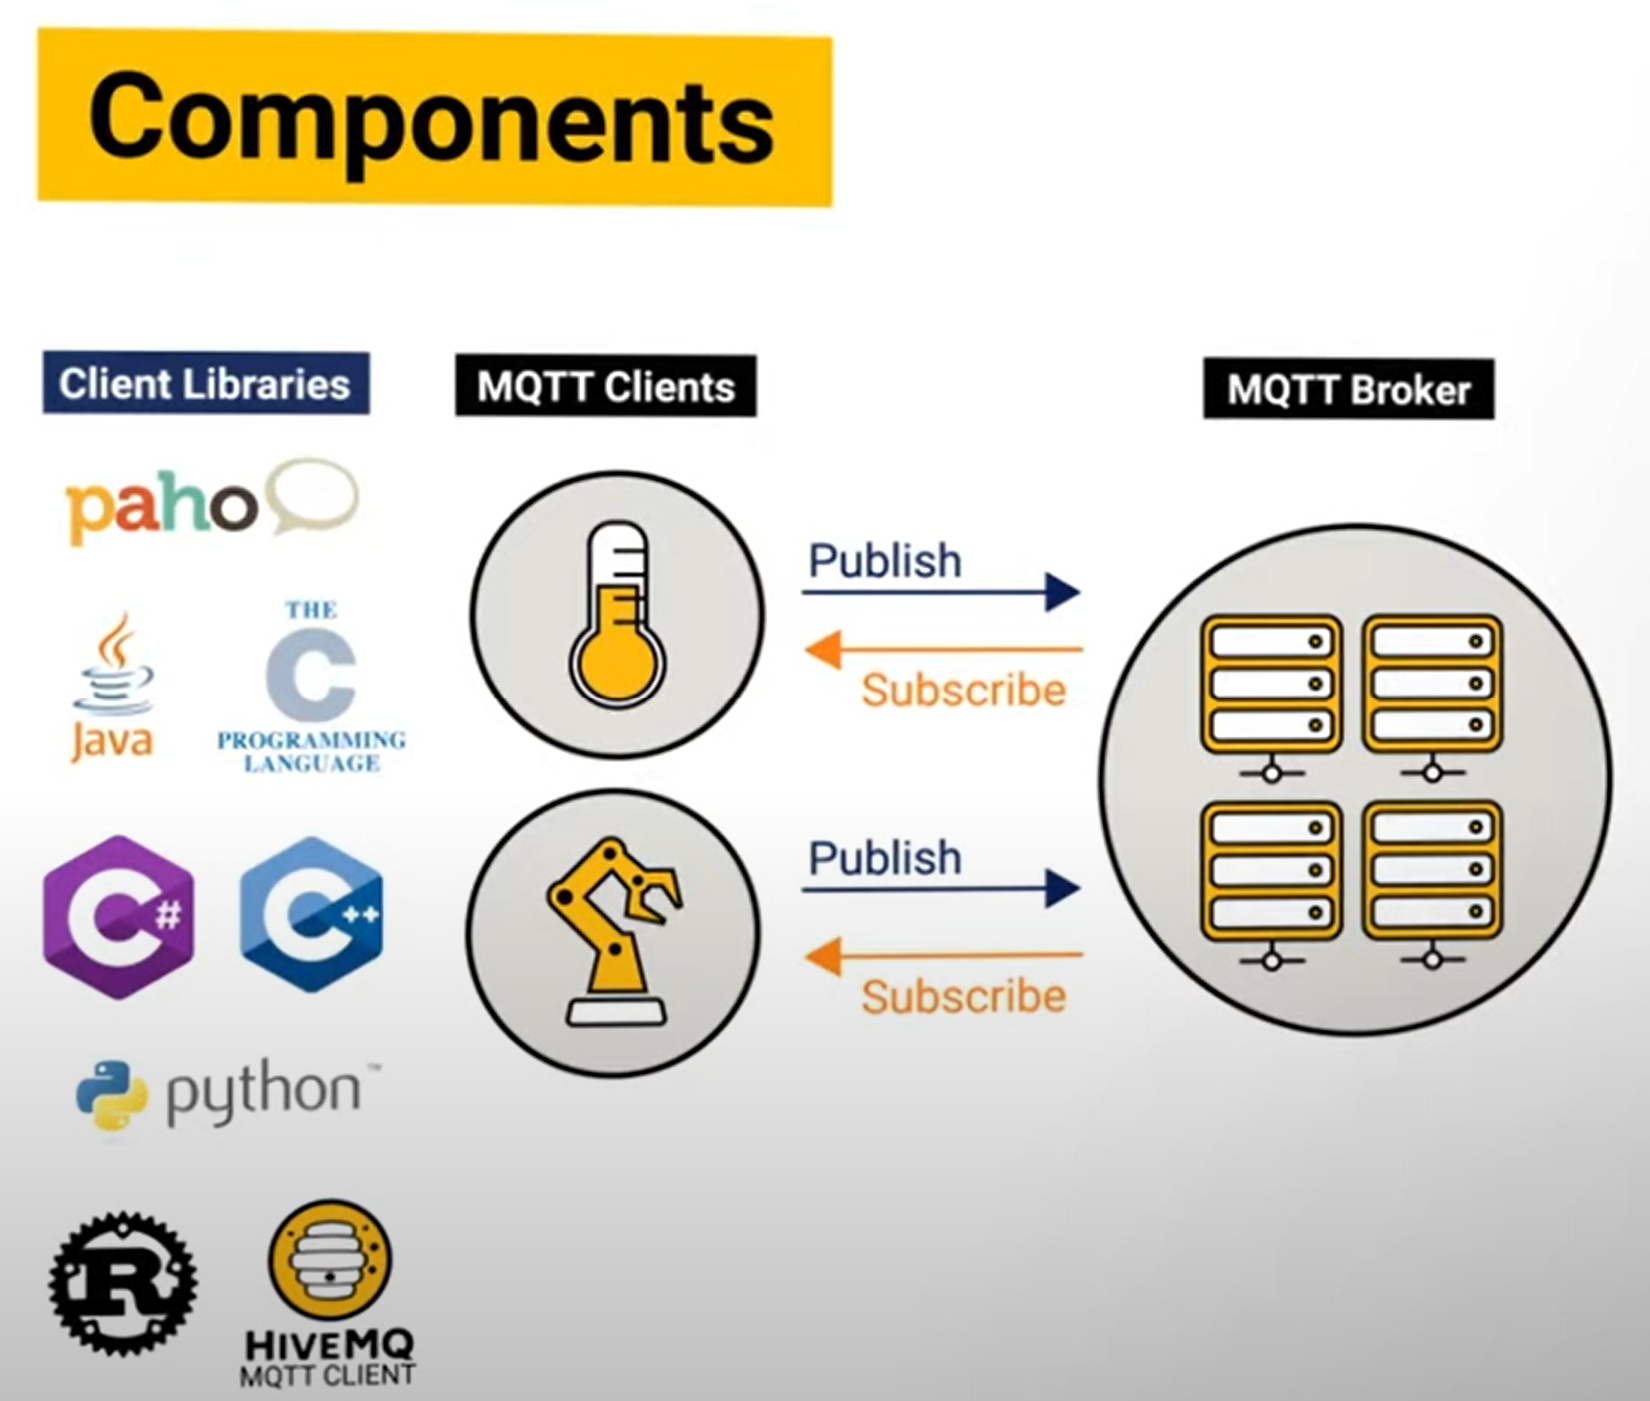 Components
Client Libraries
MQTT Clients
MQTT Broker
paho
Java
THE
C
PROGRAMMING
LANGUAGE
C#
C++
python™
R
HIVEMQ
MQTT CLIENT
Publish
Subscribe
Publish
Subscribe